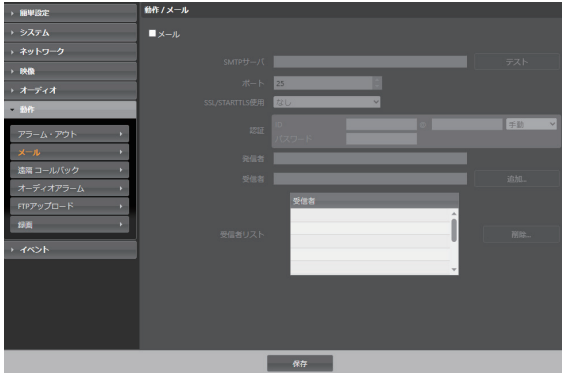 簡単設定
システム
ネットワーク
映像
オーディオ
動作
アラーム・アウト
メール
遠隔 コールバック
オーディオアラーム
FTPアップロード
録画
イベント
動作 / メール
メール
SMTPサーバ
テスト
ポート
25
SSL/STARTTLS使用
なし
認証
ID
@
手動
パスワード
発信者
受信者
追加...
受信者リスト
受信者
削除...
保存